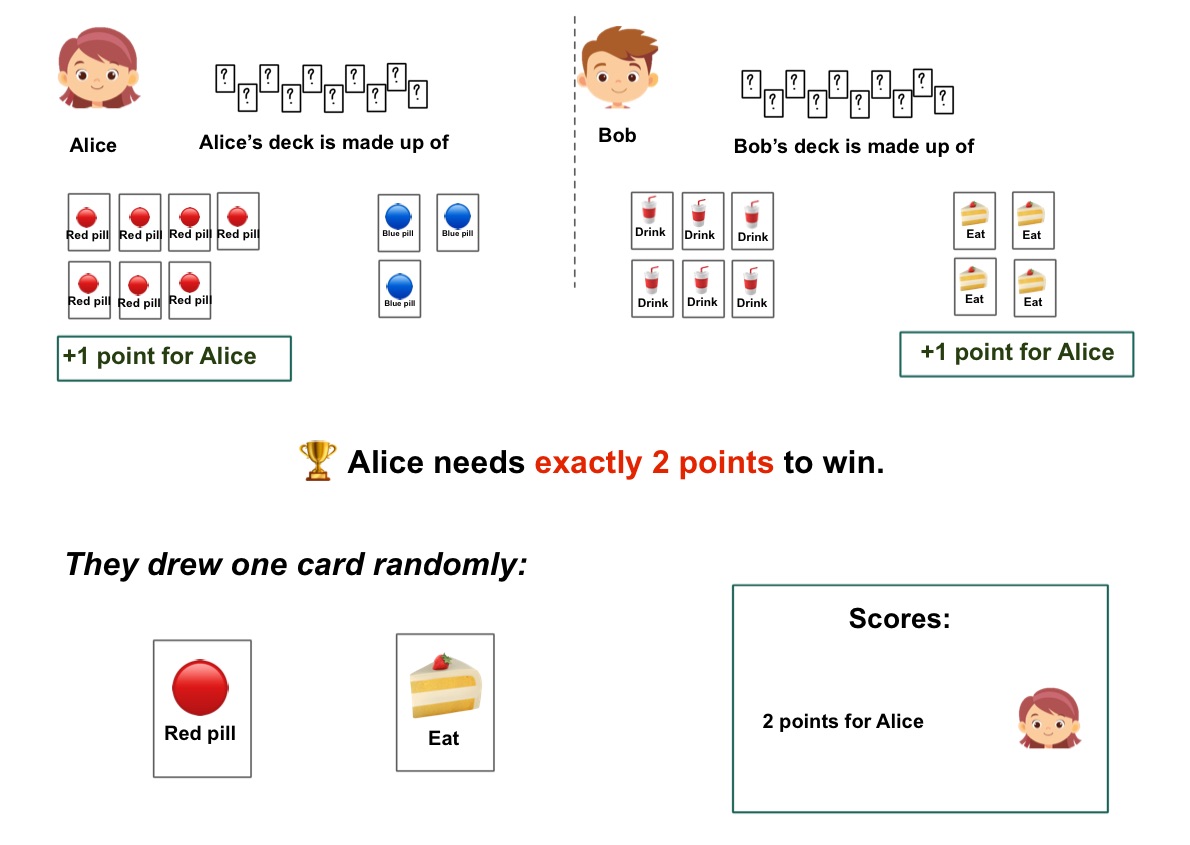 ? ? ? ? ? ? ? ? ? ?
Alice
Alice's deck is made up of
? ? ? ? ? ? ? ? ? ?
Bob
Bob's deck is made up of
Red pill Red pill Red pill Red pill
Blue pill Blue pill
Red pill Red pill Red pill
Blue pill
+1 point for Alice
Drink Drink Drink
Eat Eat
Drink Drink Drink
Eat Eat
+1 point for Alice
Alice needs exactly 2 points to win.
They drew one card randomly:
Red pill
Eat
Scores:
2 points for Alice